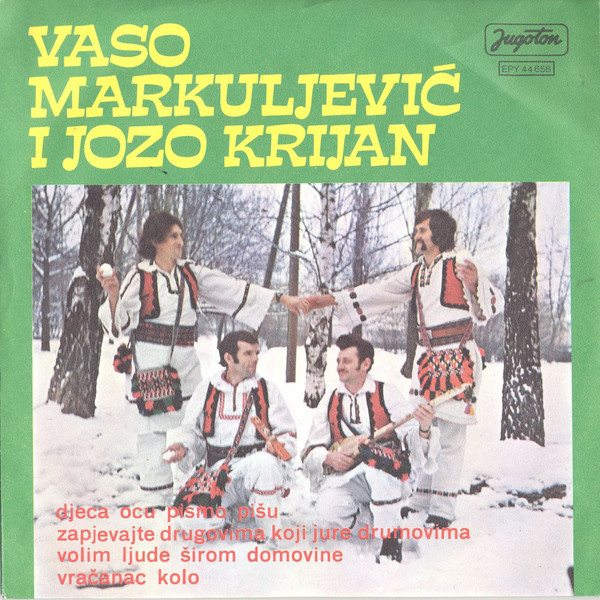 VASO
MARKULJEVIĆ
I JOZO KRIJAN
Jugoton
EPY 44 658
djeca ocu pismo pišu
zapjevajte drugovima koji jure drumovima
volim ljude širom domovine
vračanac kolo